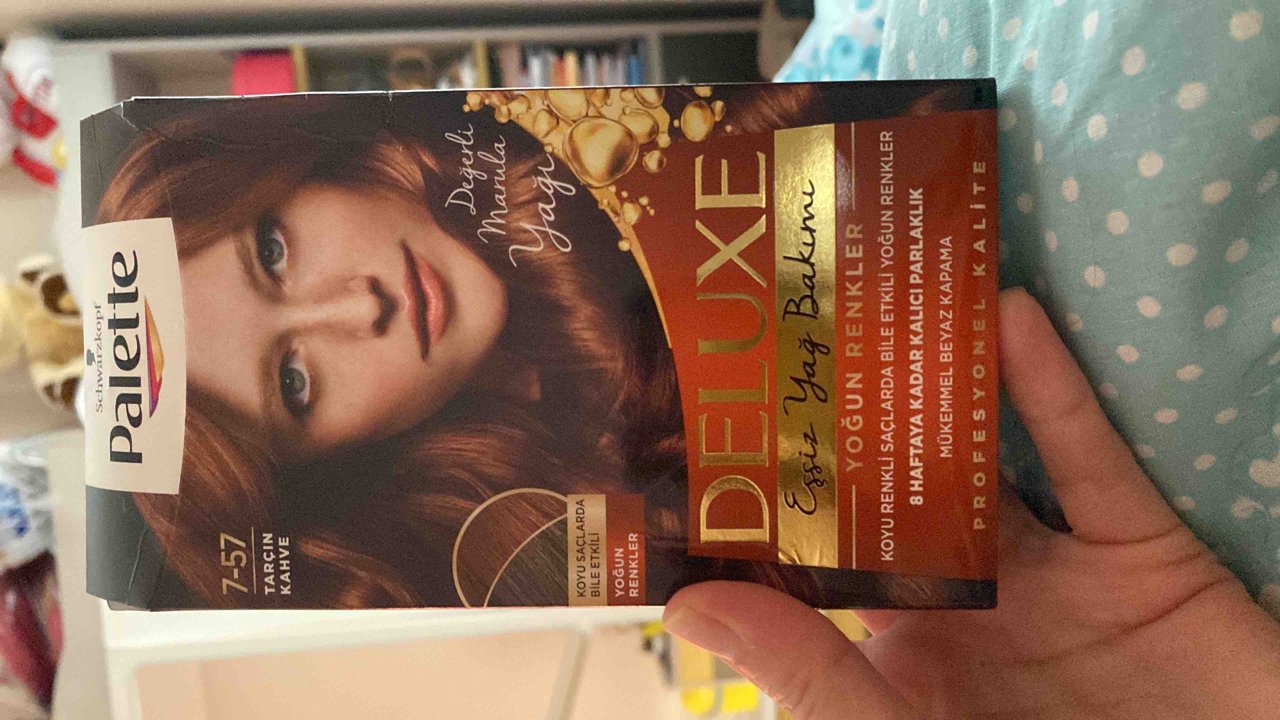 Schwarzkopf
Palette
7-57
TARÇIN
KAHVE
Değerli
Marula
Yağı
KOYU SAÇLARDA
BİLE ETKİLİ
YOĞUN
RENKLER
DELUXE
Eşsiz Yağ Bakımı
YOĞUN RENKLER
KOYU RENKLİ SAÇLARDA BİLE ETKİLİ YOĞUN RENKLER
8 HAFTAYA KADAR KALICI PARLAKLIK
MÜKEMMEL BEYAZ KAPAMA
PROFESYONEL KALİTE